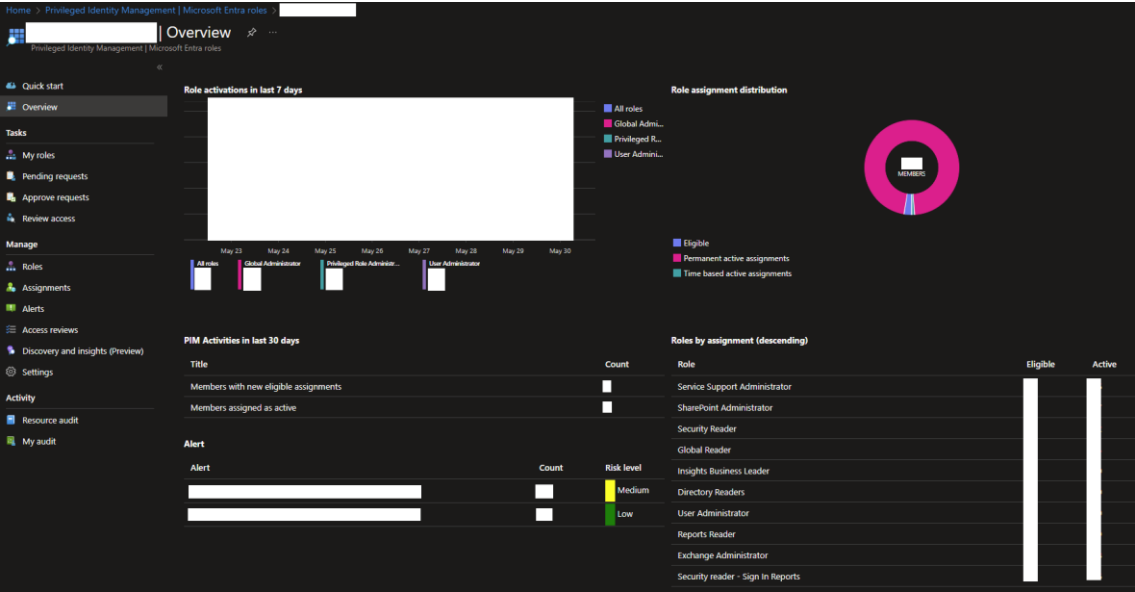 Home > Privileged Identity Management | Microsoft Entra roles >
| Overview ...
Privileged Identity Management | Microsoft Entra roles
«
Quick start
Overview
Tasks
My roles
Pending requests
Approve requests
Review access
Manage
Roles
Assignments
Alerts
Access reviews
Discovery and insights (Preview)
Settings
Activity
Resource audit
My audit
Role activations in last 7 days
All roles
Global Admi...
Privileged R...
User Admini...
May 23 May 24 May 25 May 26 May 27 May 28 May 29 May 30
All roles Global Administrator Privileged Role Administr... User Administrator
Role assignment distribution
MEMBERS
Eligible
Permanent active assignments
Time based active assignments
PIM Activities in last 30 days
Title Count
Members with new eligible assignments
Members assigned as active
Alert
Alert Count Risk level
Medium
Low
Roles by assignment (descending)
Role Eligible Active
Service Support Administrator
SharePoint Administrator
Security Reader
Global Reader
Insights Business Leader
Directory Readers
User Administrator
Reports Reader
Exchange Administrator
Security reader - Sign In Reports